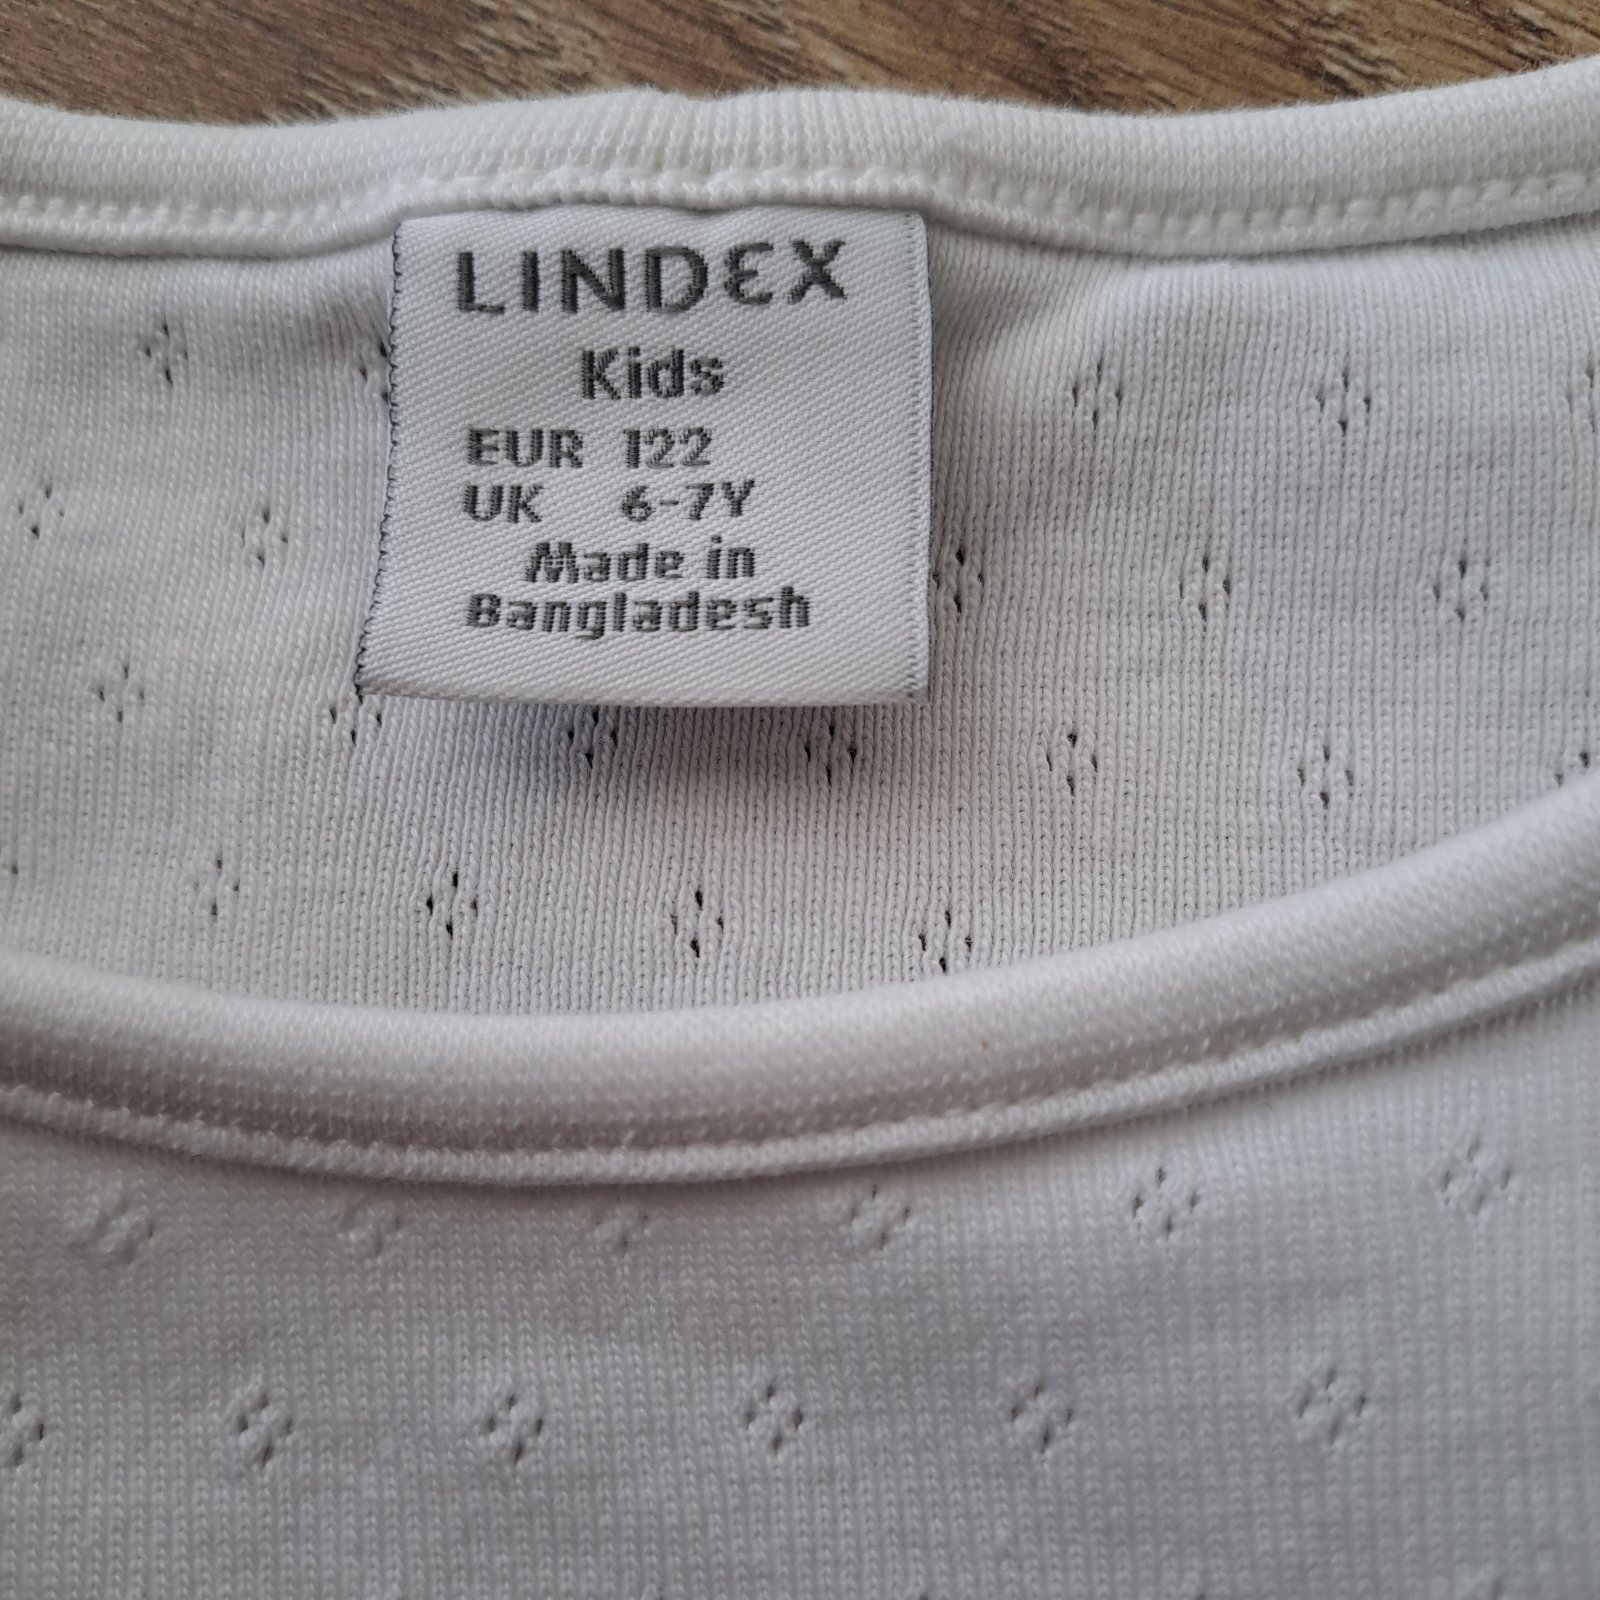 LINDEX
Kids
EUR 122
UK 6-7Y
Made in
Bangladesh